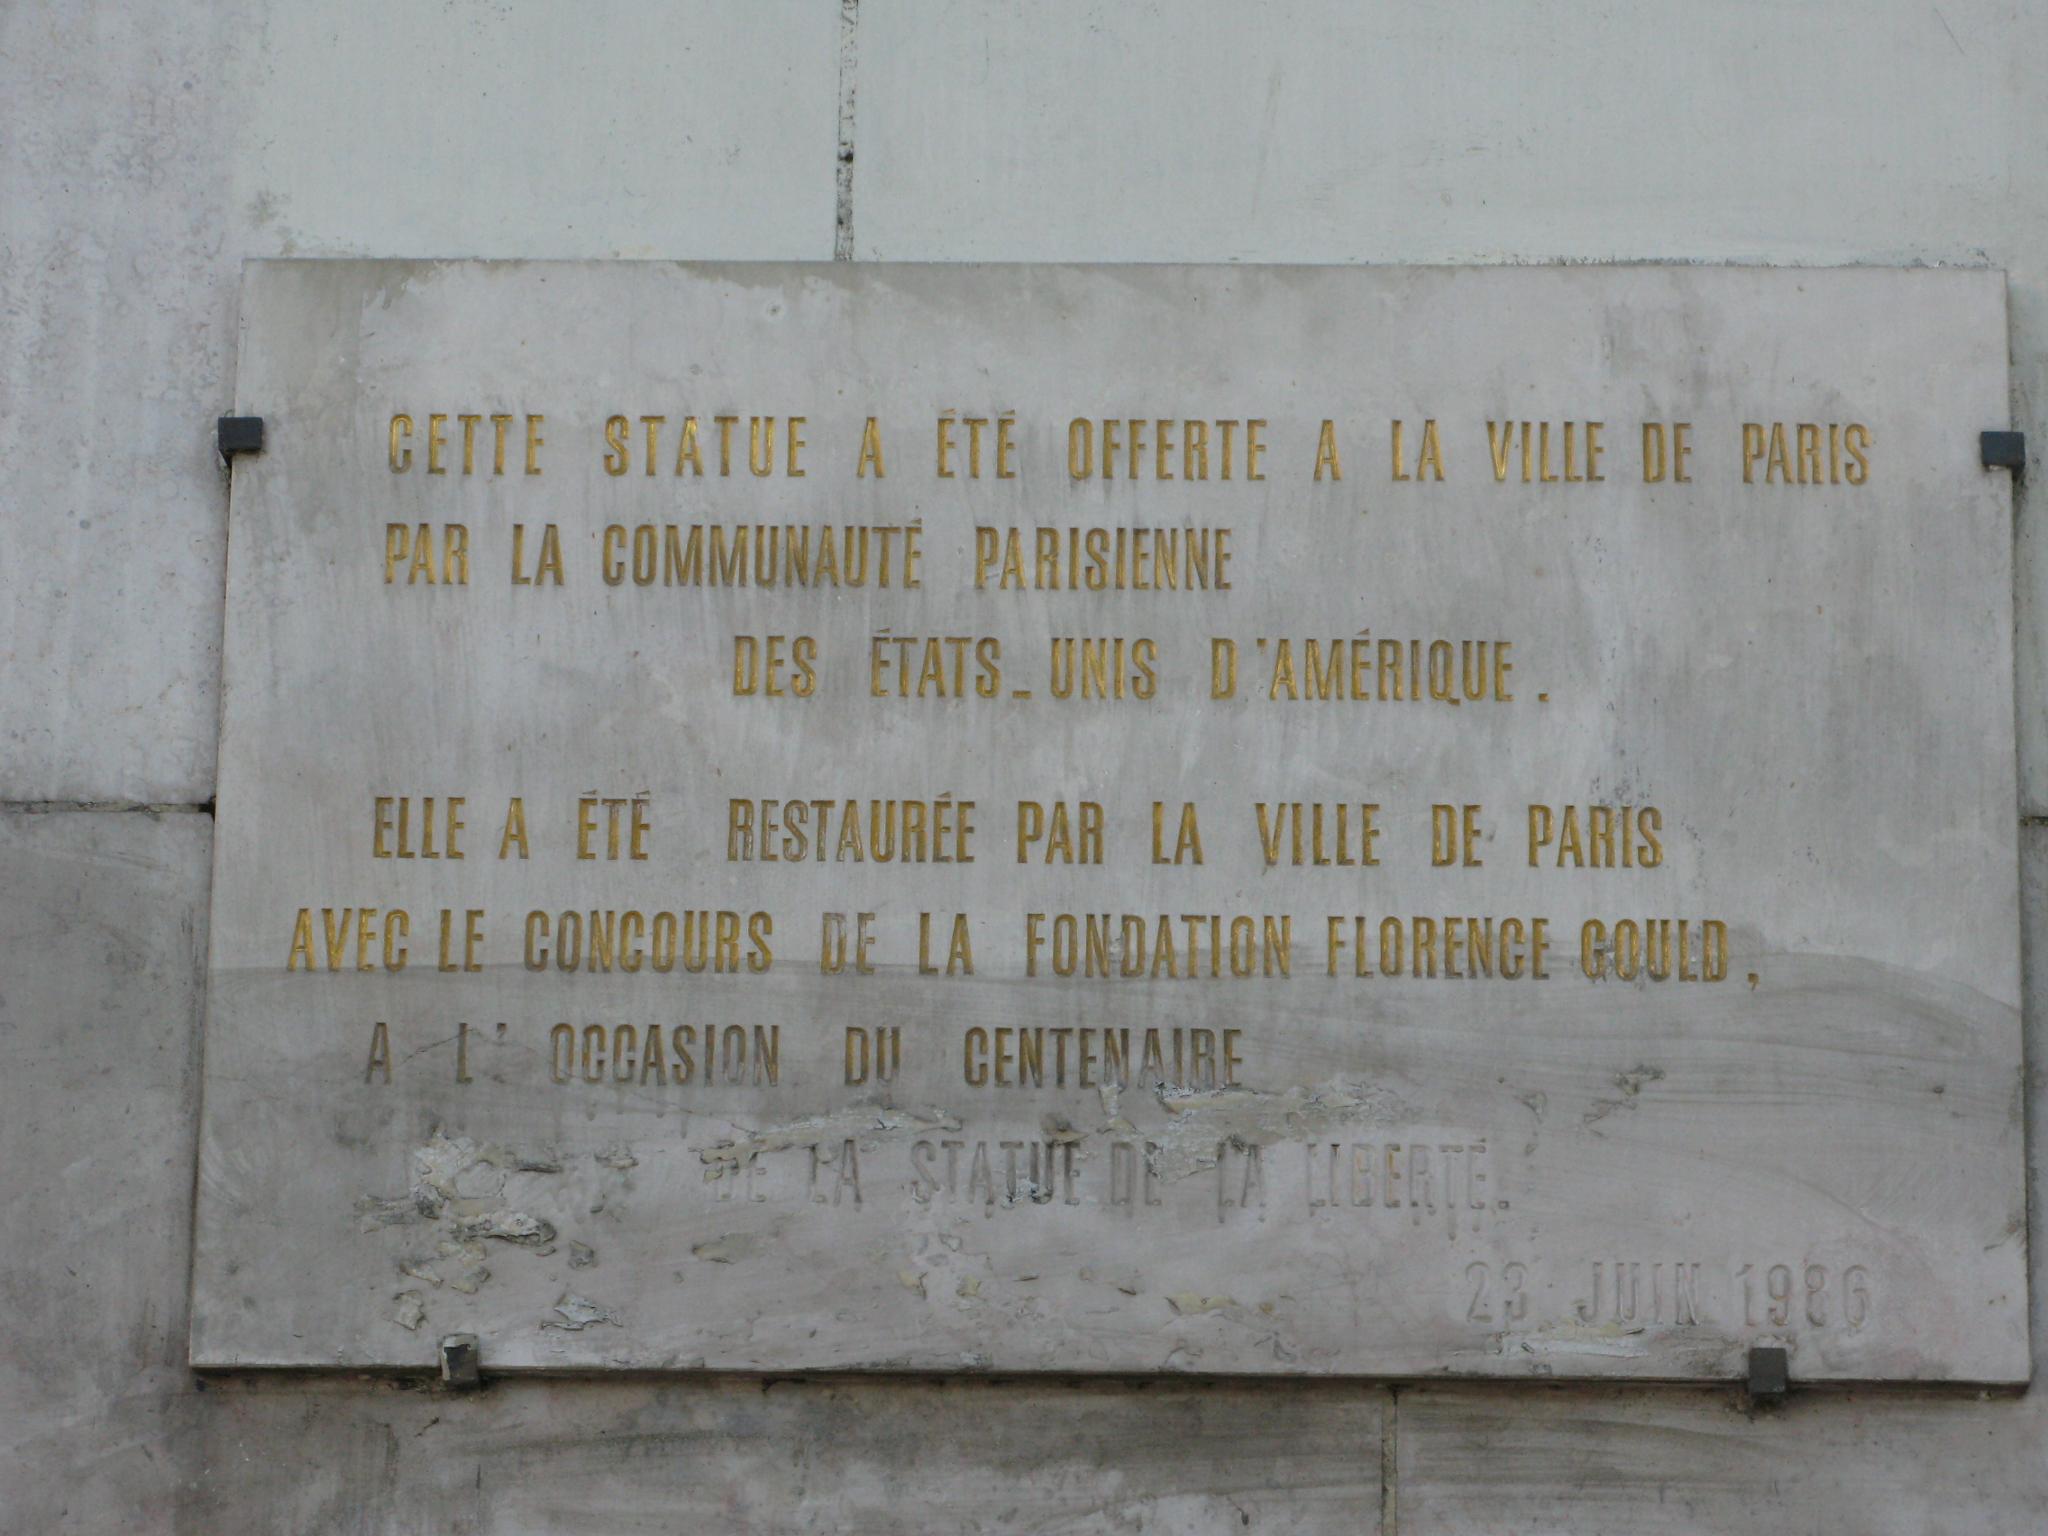 CETTE STATUE A ÉTÉ OFFERTE A LA VILLE DE PARIS
PAR LA COMMUNAUTÉ PARISIENNE
DES ÉTATS-UNIS D'AMÉRIQUE.
ELLE A ÉTÉ RESTAURÉE PAR LA VILLE DE PARIS
AVEC LE CONCOURS DE LA FONDATION FLORENCE GOULD,
A L'OCCASION DU CENTENAIRE
DE LA STATUE DE LA LIBERTÉ.
23 JUIN 1986